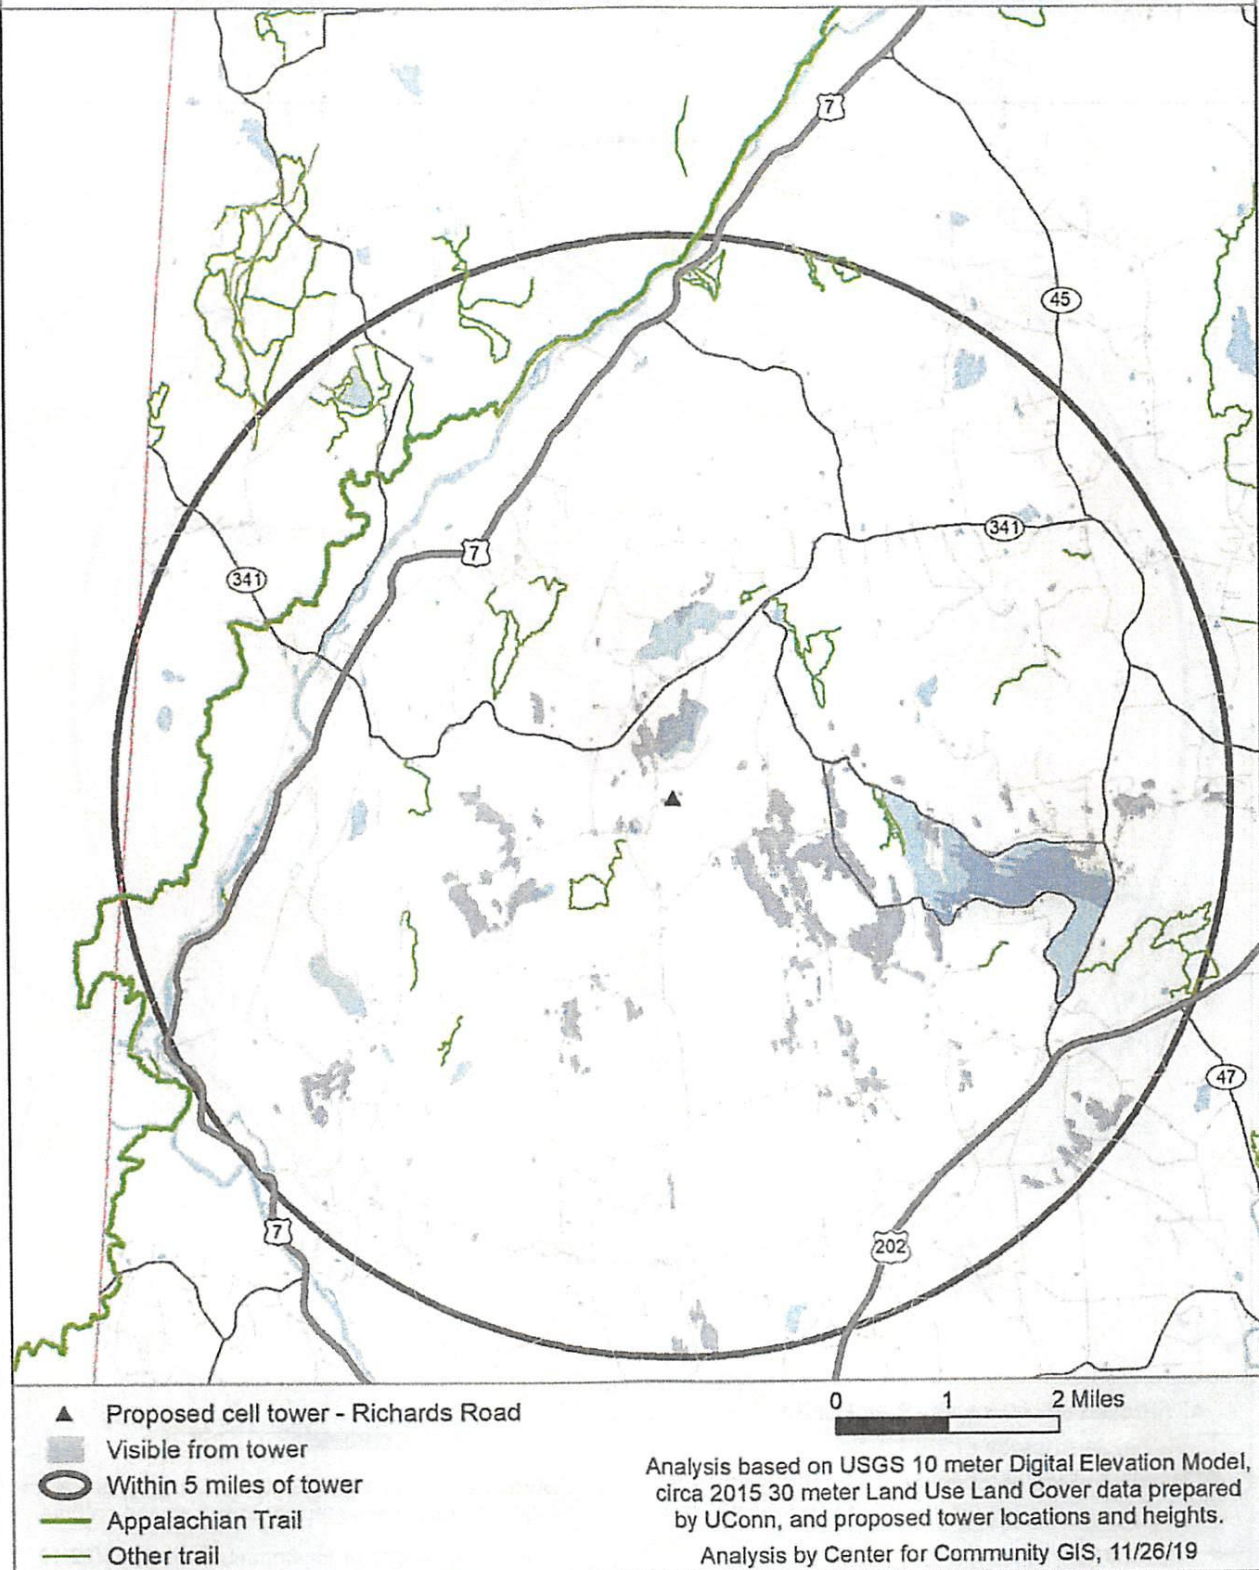 7
45
341
7
341
47
7
202
Proposed cell tower - Richards Road
Visible from tower
Within 5 miles of tower
Appalachian Trail
Other trail
0 1 2 Miles
Analysis based on USGS 10 meter Digital Elevation Model,
circa 2015 30 meter Land Use Land Cover data prepared
by UConn, and proposed tower locations and heights.
Analysis by Center for Community GIS, 11/26/19